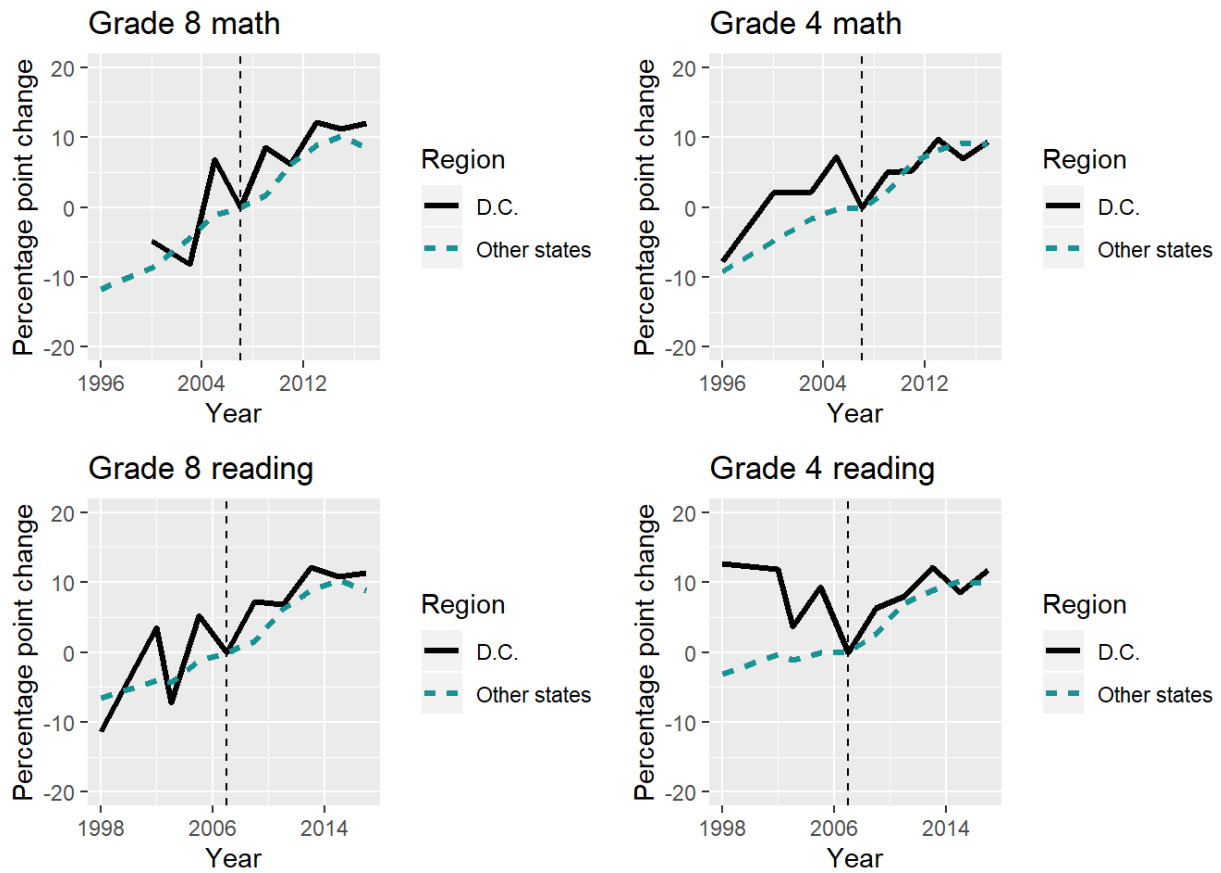 Grade 8 math
Percentage point change
20
10
0
-10
-20
1996
2004
2012
Year
Region
D.C.
Other states
Grade 4 math
Percentage point change
20
10
0
-10
-20
1996
2004
2012
Year
Region
D.C.
Other states
Grade 8 reading
Percentage point change
20
10
0
-10
-20
1998
2006
2014
Year
Region
D.C.
Other states
Grade 4 reading
Percentage point change
20
10
0
-10
-20
1998
2006
2014
Year
Region
D.C.
Other states